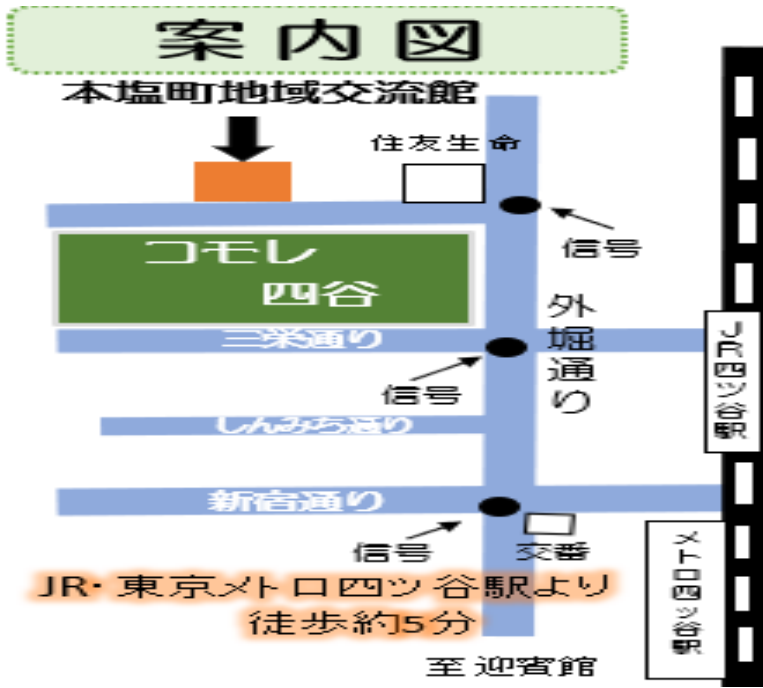 案内図
本塩町地域交流館
住友生命
信号
コモレ
四谷
外堀通り
三栄通り
JR四ツ谷駅
信号
しんみち通り
新宿通り
信号
交番
メトロ四ツ谷駅
JR・東京メトロ四ツ谷駅より
徒歩約5分
至 迎賓館